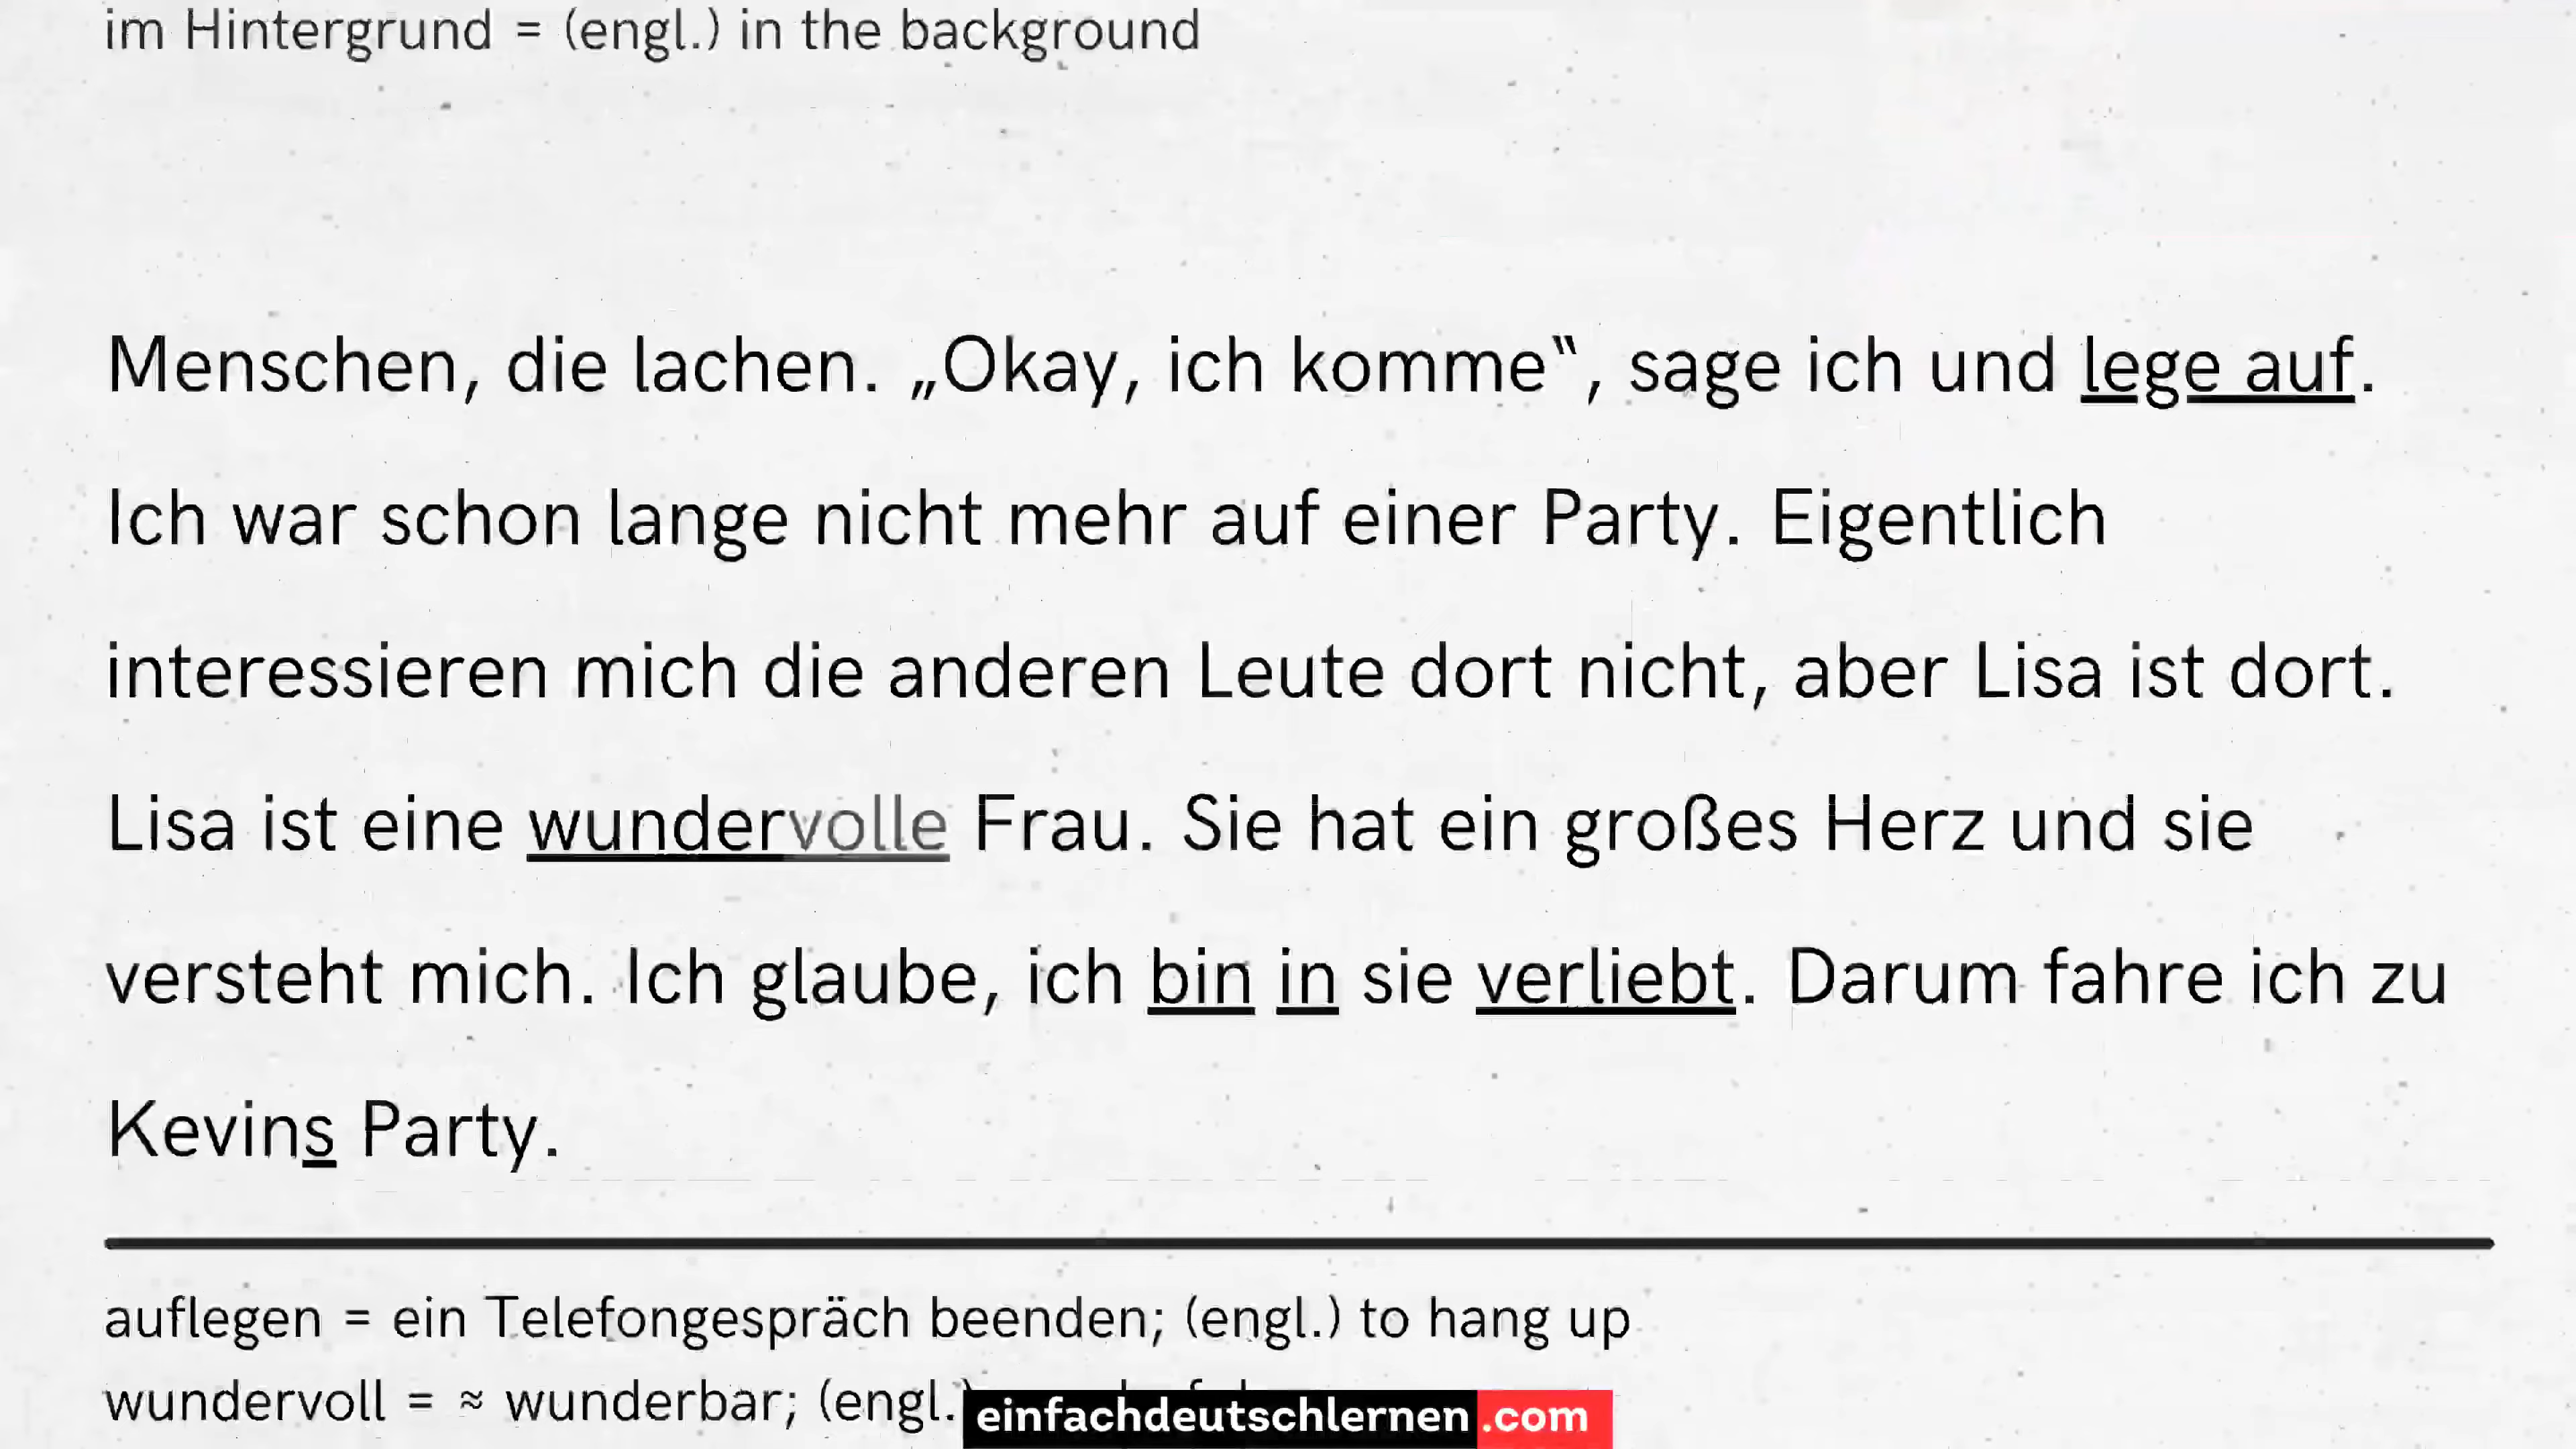 im Hintergrund = (engl.) in the background
Menschen, die lachen. „Okay, ich komme‟, sage ich und lege auf.
Ich war schon lange nicht mehr auf einer Party. Eigentlich
interessieren mich die anderen Leute dort nicht, aber Lisa ist dort.
Lisa ist eine wundervolle Frau. Sie hat ein großes Herz und sie
versteht mich. Ich glaube, ich bin in sie verliebt. Darum fahre ich zu
Kevins Party.
auflegen = ein Telefongespräch beenden; (engl.) to hang up
wundervoll = ≈ wunderbar; (engl.)
einfachdeutschlernen.com